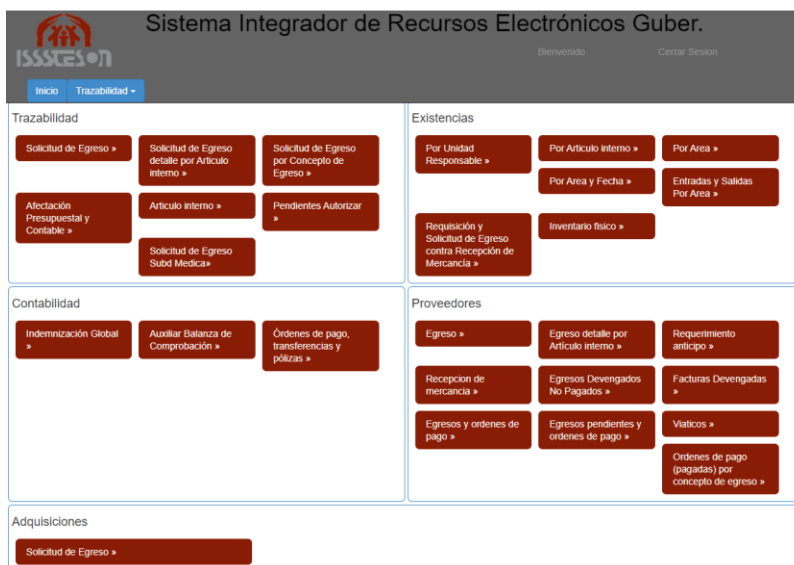 Sistema Integrador de Recursos Electrónicos Guber.
ISSSTESON
Bienvenido
Cerrar Sesion
Inicio
Trazabilidad
Trazabilidad
Solicitud de Egreso »
Solicitud de Egreso
detalle por Articulo
interno »
Solicitud de Egreso
por Concepto de
Egreso »
Afectación
Presupuestal y
Contable »
Articulo interno »
Pendientes Autorizar
»
Solicitud de Egreso
Subd Medica»
Existencias
Por Unidad
Responsable »
Por Articulo interno »
Por Area »
Por Area y Fecha »
Entradas y Salidas
Por Area »
Requisición y
Solicitud de Egreso
contra Recepción de
Mercancía »
Inventario fisico »
Contabilidad
Indemnización Global
»
Auxiliar Balanza de
Comprobación »
Órdenes de pago,
transferencias y
pólizas »
Proveedores
Egreso »
Egreso detalle por
Artículo interno »
Requerimiento
anticipo »
Recepcion de
mercancia »
Egresos Devengados
No Pagados »
Facturas Devengadas
»
Egresos y ordenes de
pago »
Egresos pendientes y
ordenes de pago »
Viaticos »
Ordenes de pago
(pagadas) por
concepto de egreso »
Adquisiciones
Solicitud de Egreso »